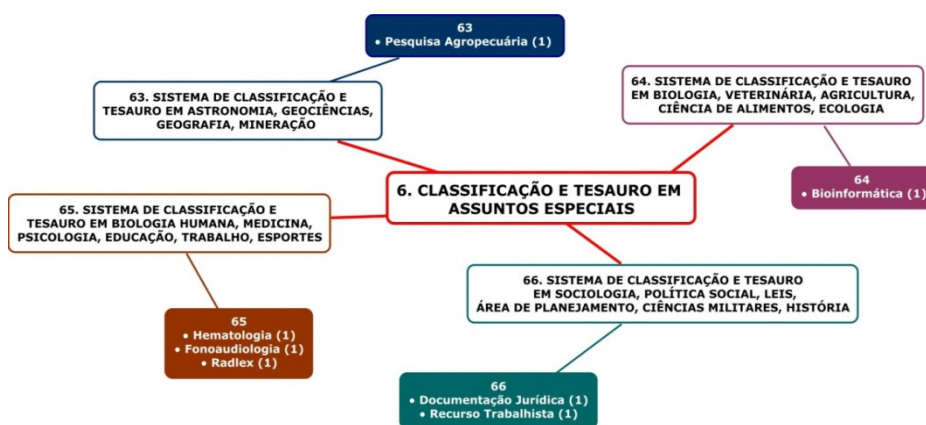 63
• Pesquisa Agropecuária (1)
63. SISTEMA DE CLASSIFICAÇÃO E
TESAURO EM ASTRONOMIA, GEOCIÊNCIAS,
GEOGRAFIA, MINERAÇÃO
64. SISTEMA DE CLASSIFICAÇÃO E TESAURO
EM BIOLOGIA, VETERINÁRIA, AGRICULTURA,
CIÊNCIA DE ALIMENTOS, ECOLOGIA
64
• Bioinformática (1)
6. CLASSIFICAÇÃO E TESAURO EM
ASSUNTOS ESPECIAIS
65. SISTEMA DE CLASSIFICAÇÃO E
TESAURO EM BIOLOGIA HUMANA, MEDICINA,
PSICOLOGIA, EDUCAÇÃO, TRABALHO, ESPORTES
66. SISTEMA DE CLASSIFICAÇÃO E TESAURO
EM SOCIOLOGIA, POLÍTICA SOCIAL, LEIS,
ÁREA DE PLANEJAMENTO, CIÊNCIAS MILITARES, HISTÓRIA
65
• Hematologia (1)
• Fonoaudiologia (1)
• Radlex (1)
66
• Documentação Jurídica (1)
• Recurso Trabalhista (1)